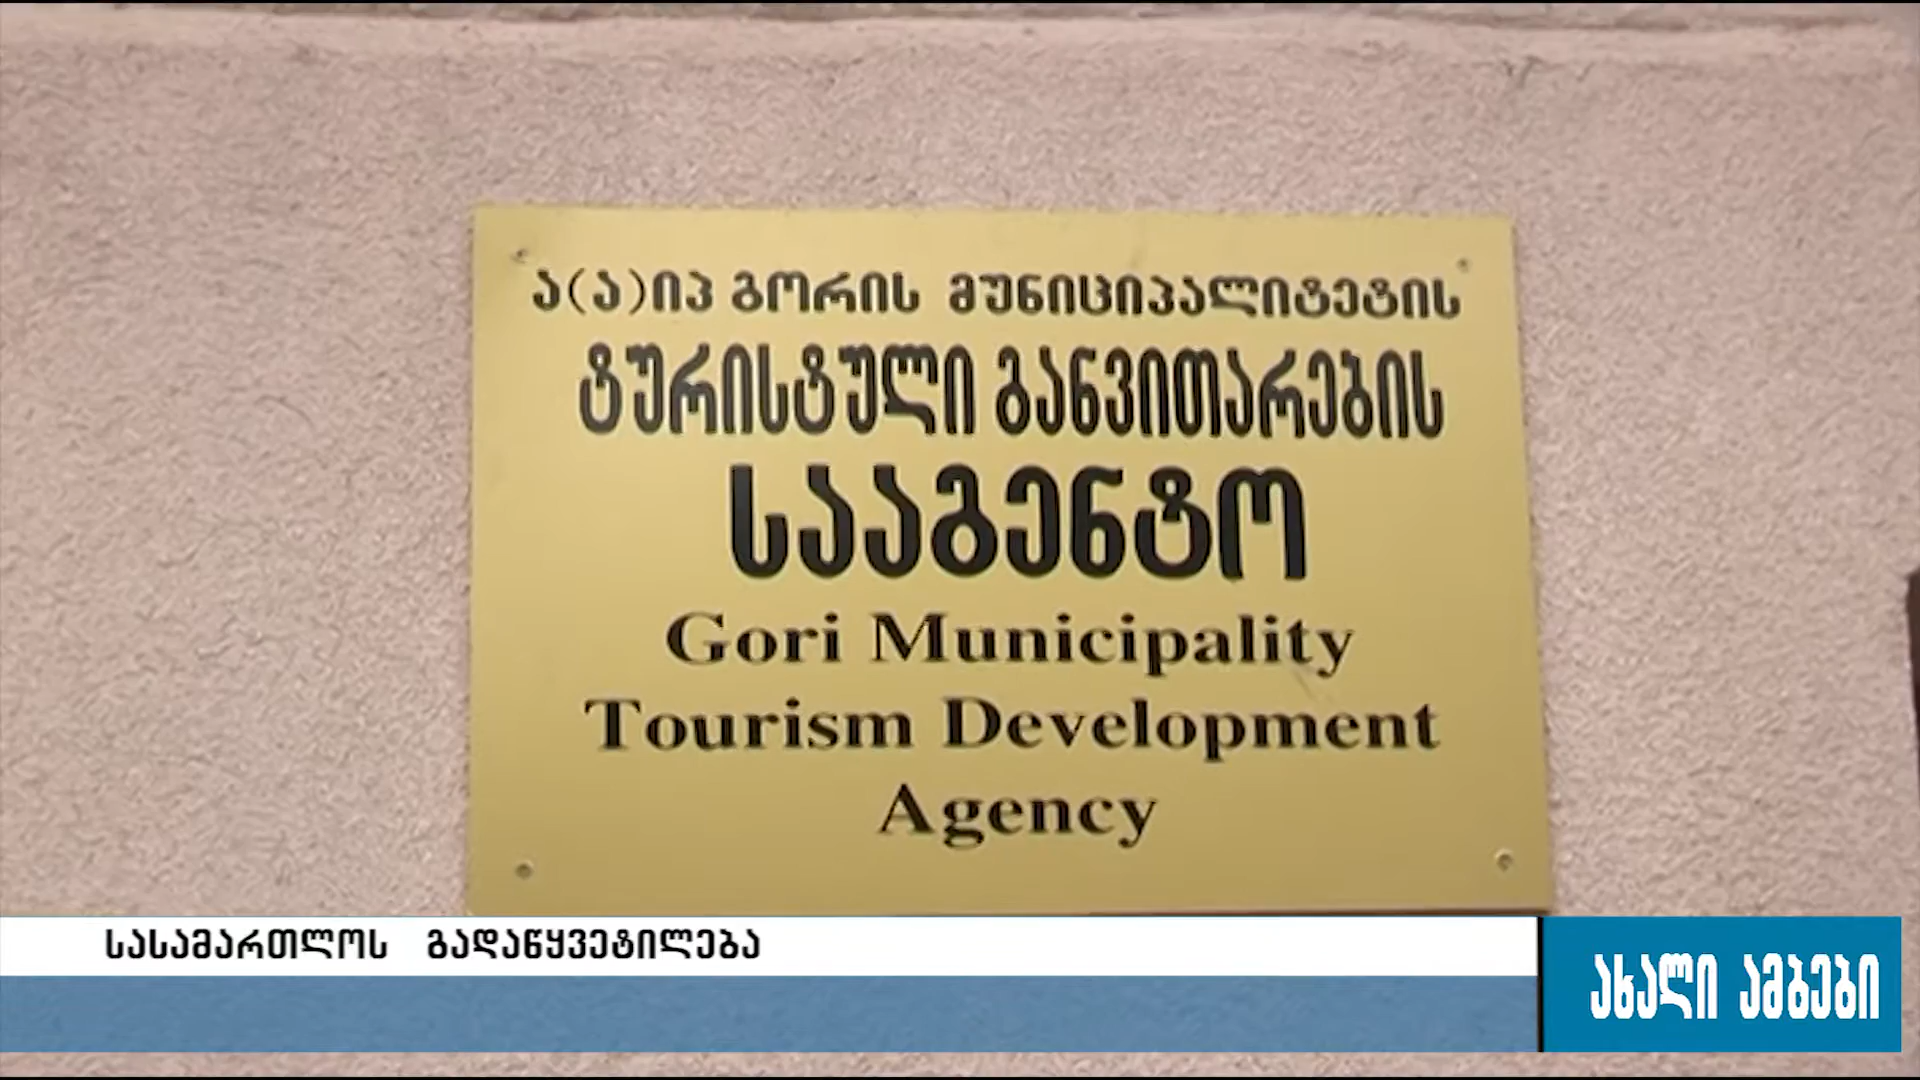 ა(ა)იპ გორის მუნიციპალიტეტის
ტურისტული განვითარების
სააგენტო
Gori Municipality
Tourism Development
Agency
სასამართლოს გადაწყვეტილება
ახალი ამბები